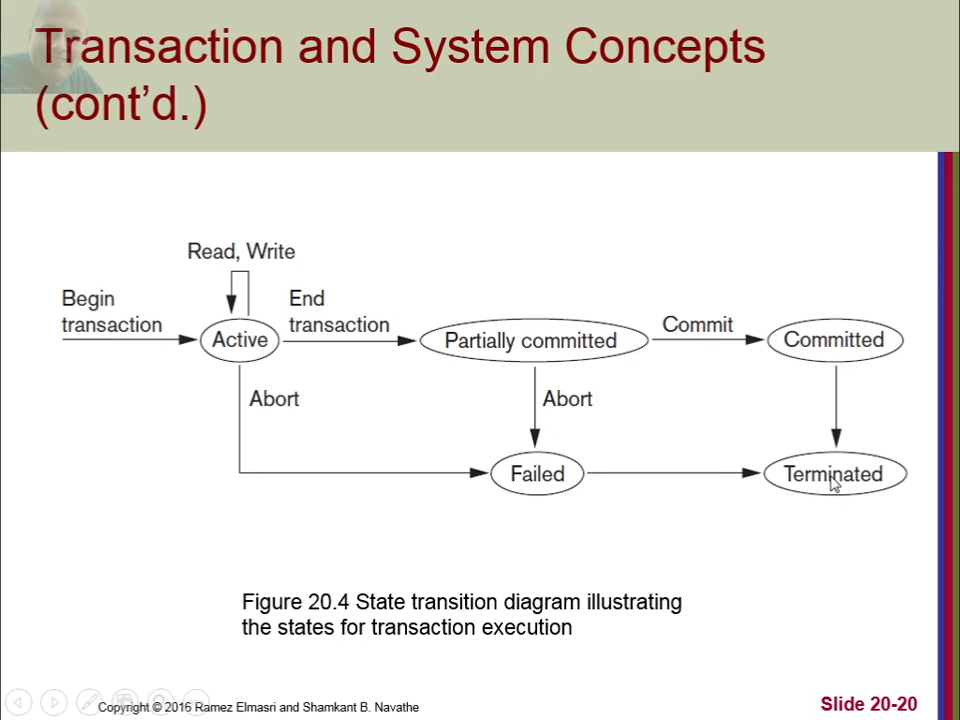 Transaction and System Concepts
(cont’d.)
Read, Write
Begin
transaction
End
transaction
Commit
Active
Partially committed
Committed
Abort
Abort
Failed
Terminated
Figure 20.4 State transition diagram illustrating
the states for transaction execution
Copyright © 2016 Ramez Elmasri and Shamkant B. Navathe
Slide 20-20